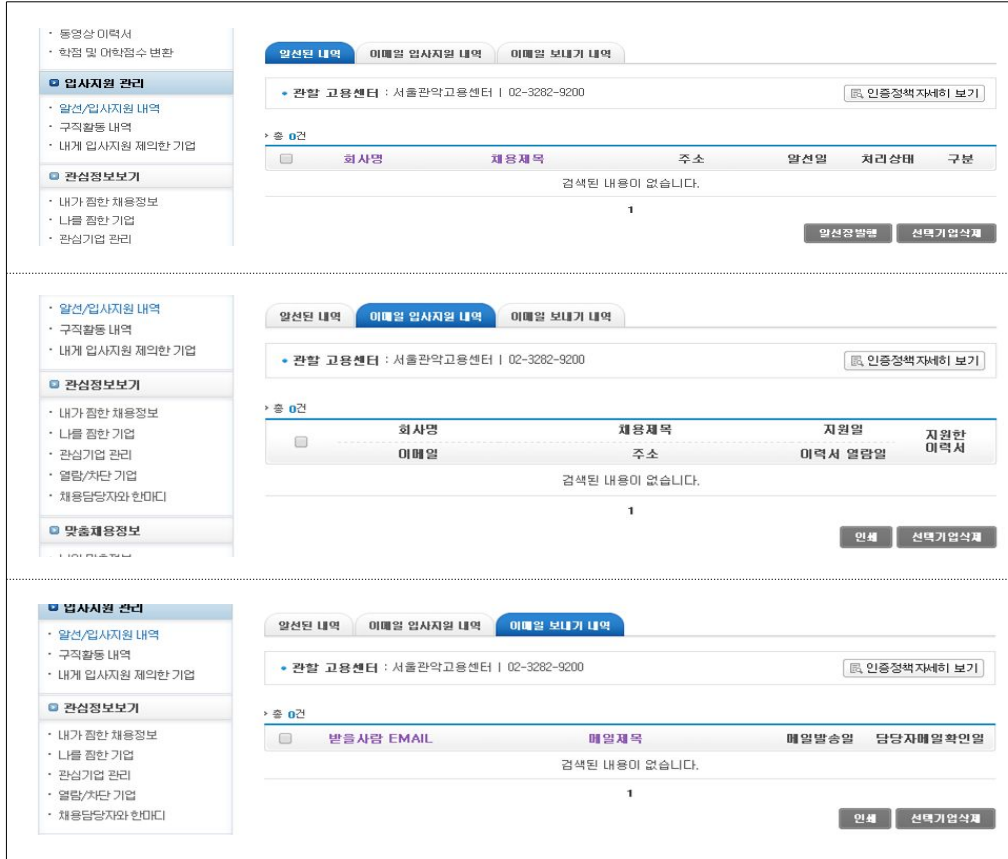 · 동영상 이력서
· 학점 및 어학점수 변환
입사지원 관리
· 알선/입사지원 내역
· 구직활동 내역
· 내게 입사지원 제의한 기업
관심정보보기
· 내가 찜한 채용정보
· 나를 찜한 기업
· 관심기업 관리
알선된 내역 이메일 입사지원 내역 이메일 보내기 내역
• 관할 고용센터 : 서울관악고용센터 | 02-3282-9200 인증정책자세히 보기
› 총 0건
회사명 채용제목 주소 알선일 처리상태 구분
검색된 내용이 없습니다.
1
알선장발행 선택기업삭제
· 알선/입사지원 내역
· 구직활동 내역
· 내게 입사지원 제의한 기업
관심정보보기
· 내가 찜한 채용정보
· 나를 찜한 기업
· 관심기업 관리
· 열람/차단 기업
· 채용담당자와 한마디
맞춤채용정보
알선된 내역 이메일 입사지원 내역 이메일 보내기 내역
• 관할 고용센터 : 서울관악고용센터 | 02-3282-9200 인증정책자세히 보기
› 총 0건
회사명 채용제목 지원일 지원한
이메일 주소 이력서 열람일 이력서
검색된 내용이 없습니다.
1
인쇄 선택기업삭제
입사지원 관리
· 알선/입사지원 내역
· 구직활동 내역
· 내게 입사지원 제의한 기업
관심정보보기
· 내가 찜한 채용정보
· 나를 찜한 기업
· 관심기업 관리
· 열람/차단 기업
· 채용담당자와 한마디
알선된 내역 이메일 입사지원 내역 이메일 보내기 내역
• 관할 고용센터 : 서울관악고용센터 | 02-3282-9200 인증정책자세히 보기
› 총 0건
받을사람 EMAIL 메일제목 메일발송일 담당자메일확인일
검색된 내용이 없습니다.
1
인쇄 선택기업삭제